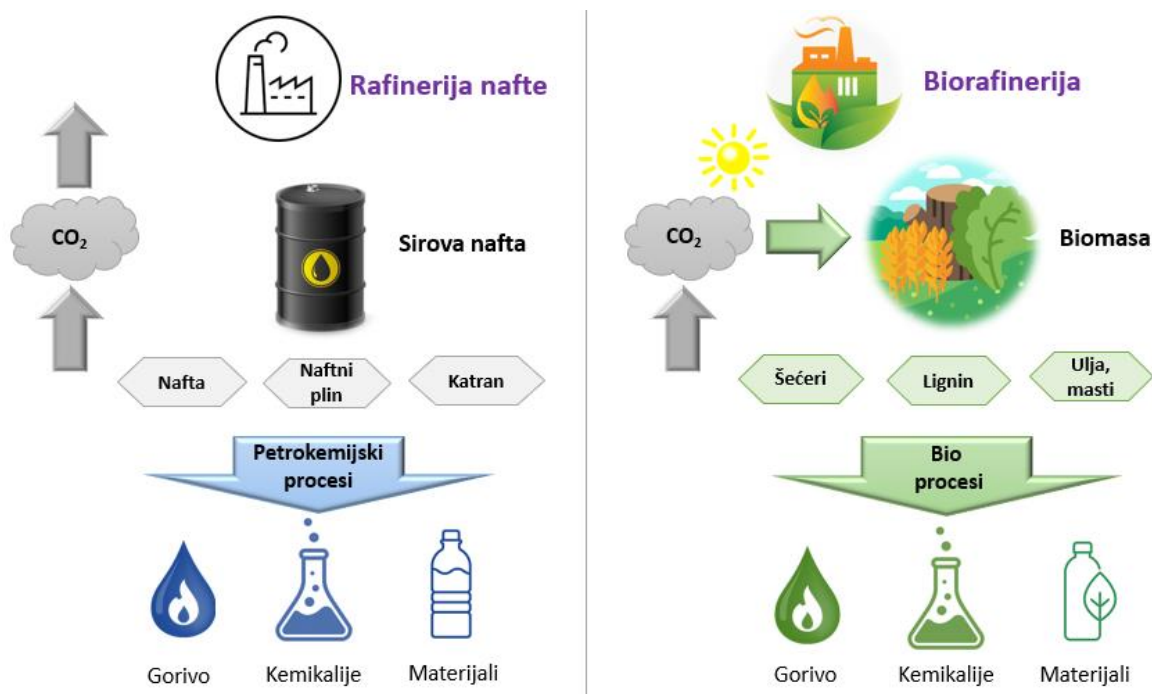 Rafinerija nafte
CO₂
Sirova nafta
Nafta
Naftni
plin
Katran
Petrokemijski
procesi
Gorivo
Kemikalije
Materijali
Biorafinerija
CO₂
Biomasa
Šećeri
Lignin
Ulja,
masti
Bio
procesi
Gorivo
Kemikalije
Materijali